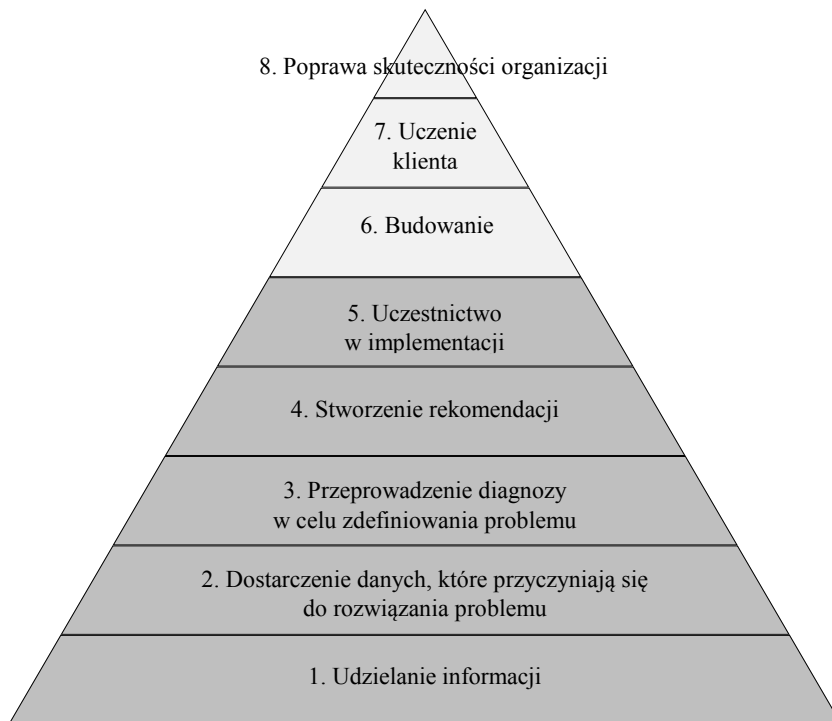 8. Poprawa skuteczności organizacji
7. Uczenie
klienta
6. Budowanie
5. Uczestnictwo
w implementacji
4. Stworzenie rekomendacji
3. Przeprowadzenie diagnozy
w celu zdefiniowania problemu
2. Dostarczenie danych, które przyczyniają się
do rozwiązania problemu
1. Udzielanie informacji